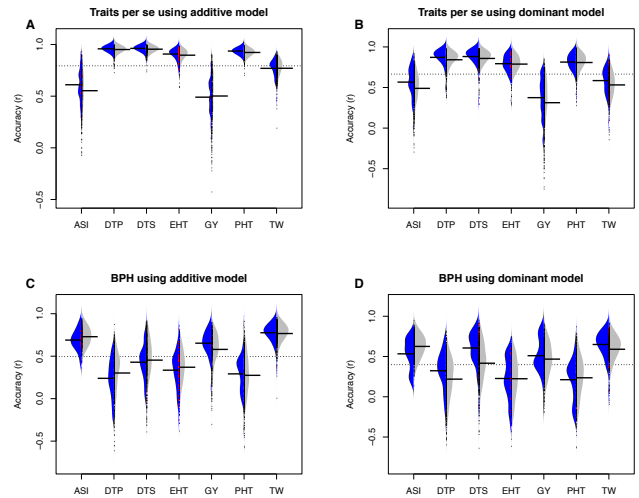 A
Traits per se using additive model
Accuracy (r)
1.0
0.5
0.0
−0.5
ASI DTP DTS EHT GY PHT TW
B
Traits per se using dominant model
Accuracy (r)
1.0
0.5
0.0
−0.5
ASI DTP DTS EHT GY PHT TW
C
BPH using additive model
Accuracy (r)
1.0
0.5
0.0
−0.5
ASI DTP DTS EHT GY PHT TW
D
BPH using dominant model
Accuracy (r)
1.0
0.5
0.0
−0.5
ASI DTP DTS EHT GY PHT TW